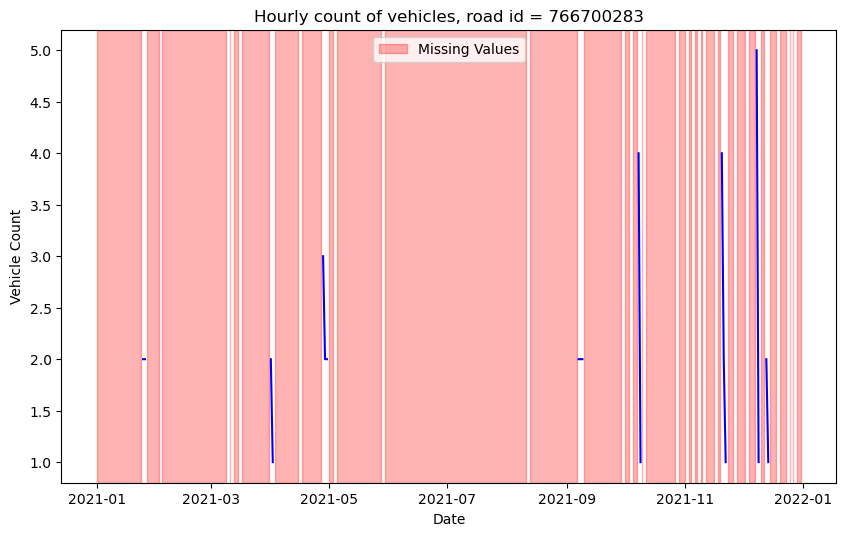 Hourly count of vehicles, road id = 766700283
Missing Values
Vehicle Count
5.0
4.5
4.0
3.5
3.0
2.5
2.0
1.5
1.0
2021-01 2021-03 2021-05 2021-07 2021-09 2021-11 2022-01
Date